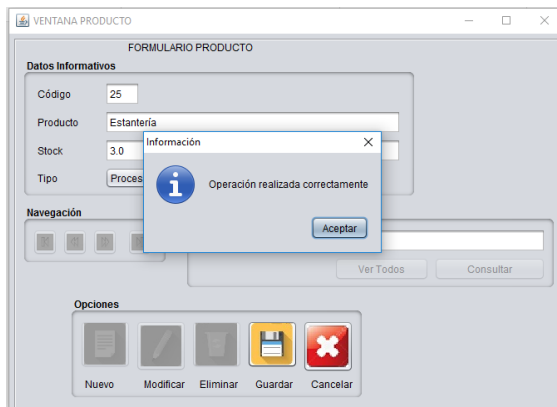 VENTANA PRODUCTO
FORMULARIO PRODUCTO
Datos Informativos
Código 25
Producto Estantería
Stock 3.0
Tipo Proces
Información
Operación realizada correctamente
Aceptar
Navegación
Ver Todos Consultar
Opciones
Nuevo Modificar Eliminar Guardar Cancelar